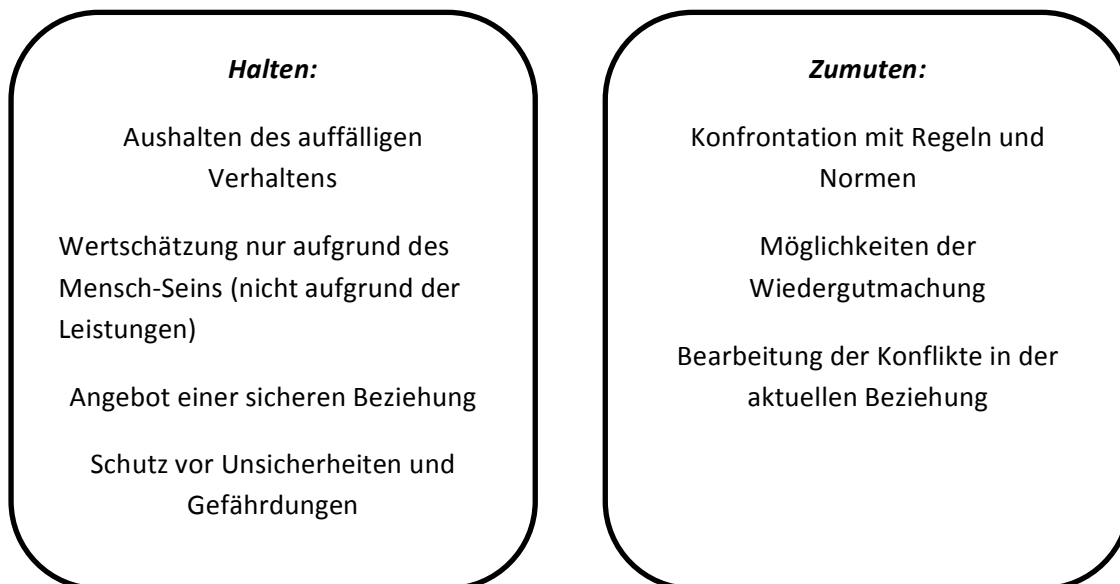 Halten:
Aushalten des auffälligen
Verhaltens
Wertschätzung nur aufgrund des
Mensch-Seins (nicht aufgrund der
Leistungen)
Angebot einer sicheren Beziehung
Schutz vor Unsicherheiten und
Gefährdungen
Zumuten:
Konfrontation mit Regeln und
Normen
Möglichkeiten der
Wiedergutmachung
Bearbeitung der Konflikte in der
aktuellen Beziehung